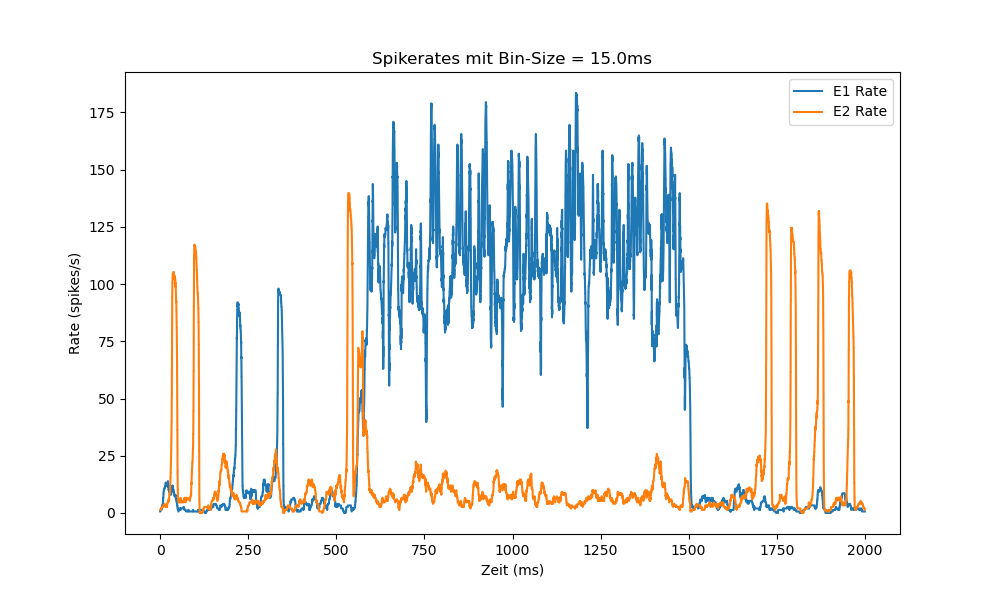 Spikerates mit Bin-Size = 15.0ms
E1 Rate
E2 Rate
Rate (spikes/s)
175
150
125
100
75
50
25
0
0 250 500 750 1000 1250 1500 1750 2000
Zeit (ms)